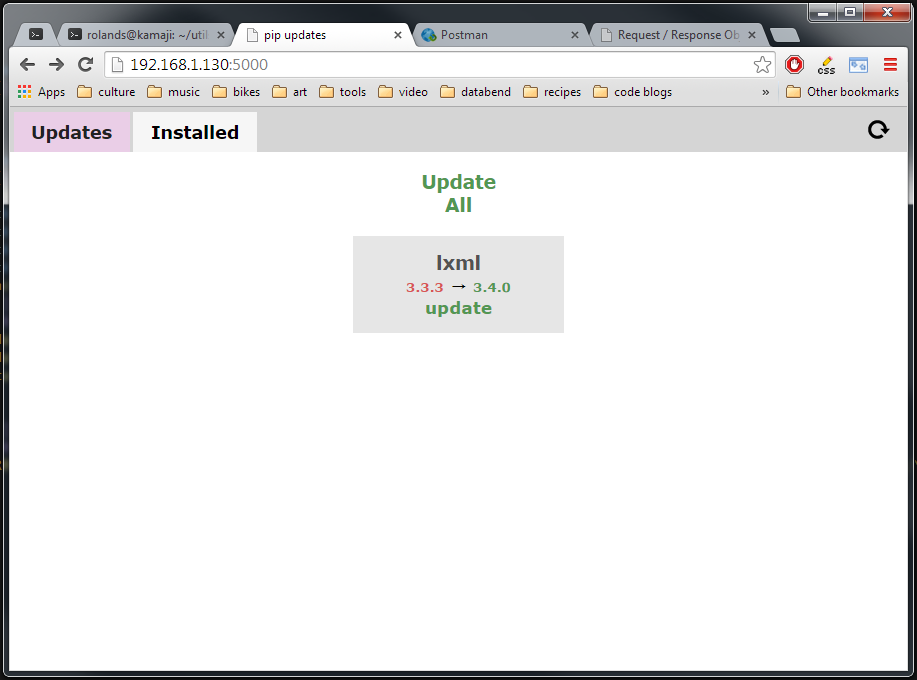 rolands@kamaji: ~/util
pip updates
Postman
Request / Response Ob
192.168.1.130:5000
css
Apps culture music bikes art tools video databend recipes code blogs » Other bookmarks
Updates Installed
Update
All
lxml
3.3.3 → 3.4.0
update